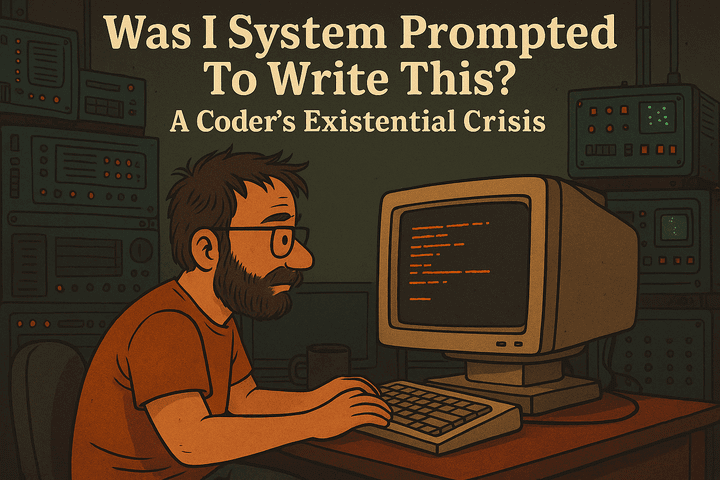 Was I System Prompted
To Write This?
A Coder's Existential Crisis